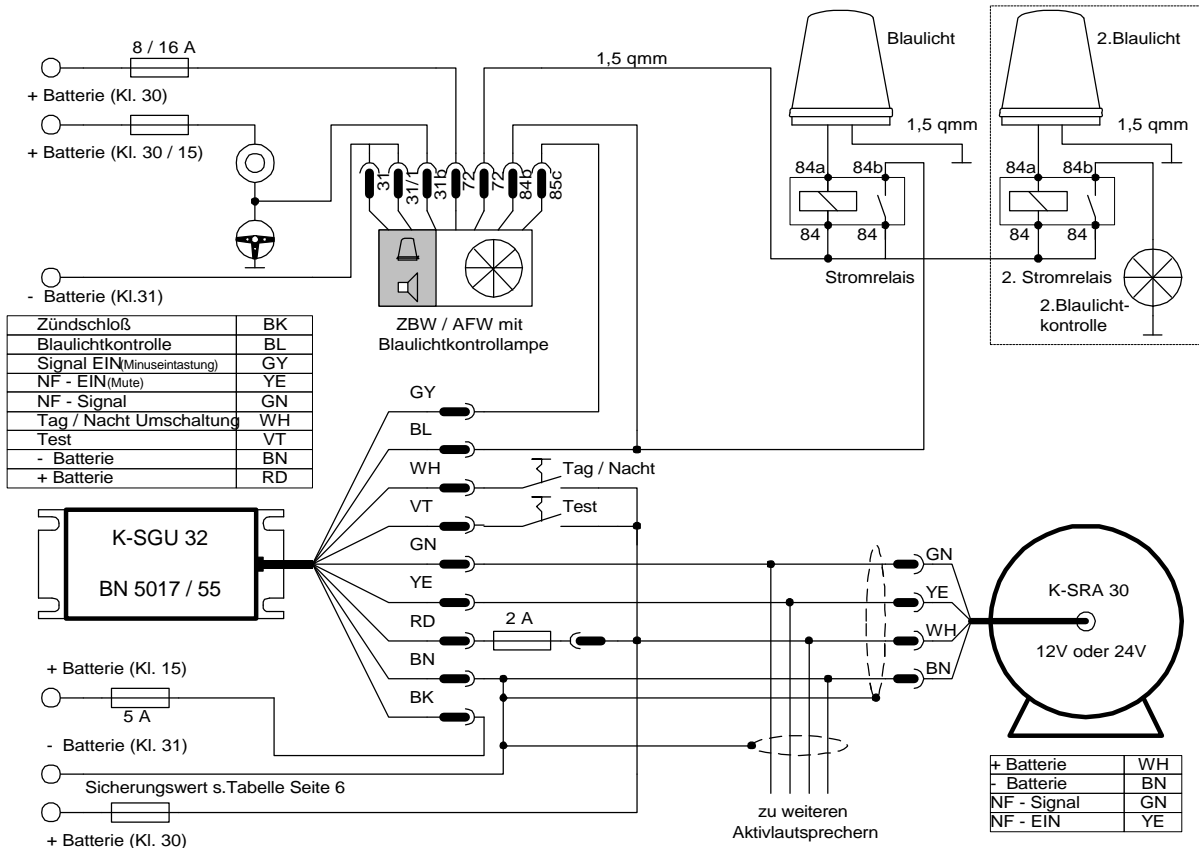 8 / 16 A
+ Batterie (Kl. 30)
+ Batterie (Kl. 30 / 15)
- Batterie (Kl.31)
31
31/1
31b
72
72
84b
85c
ZBW / AFW mit
Blaulichtkontrollampe
1,5 qmm
Blaulicht
1,5 qmm
84a
84b
84
84
Stromrelais
2.Blaulicht
1,5 qmm
84a
84b
84
84
2. Stromrelais
2.Blaulicht-
kontrolle
Zündschloß BK
Blaulichtkontrolle BL
Signal EIN(Minuseintastung) GY
NF - EIN(Mute) YE
NF - Signal GN
Tag / Nacht Umschaltung WH
Test VT
- Batterie BN
+ Batterie RD
K-SGU 32
BN 5017 / 55
GY
BL
WH
Tag / Nacht
VT
Test
GN
YE
RD
2 A
BN
BK
GN
YE
WH
BN
K-SRA 30
12V oder 24V
+ Batterie (Kl. 15)
5 A
- Batterie (Kl. 31)
Sicherungswert s.Tabelle Seite 6
+ Batterie (Kl. 30)
zu weiteren
Aktivlautsprechern
+ Batterie WH
- Batterie BN
NF - Signal GN
NF - EIN YE